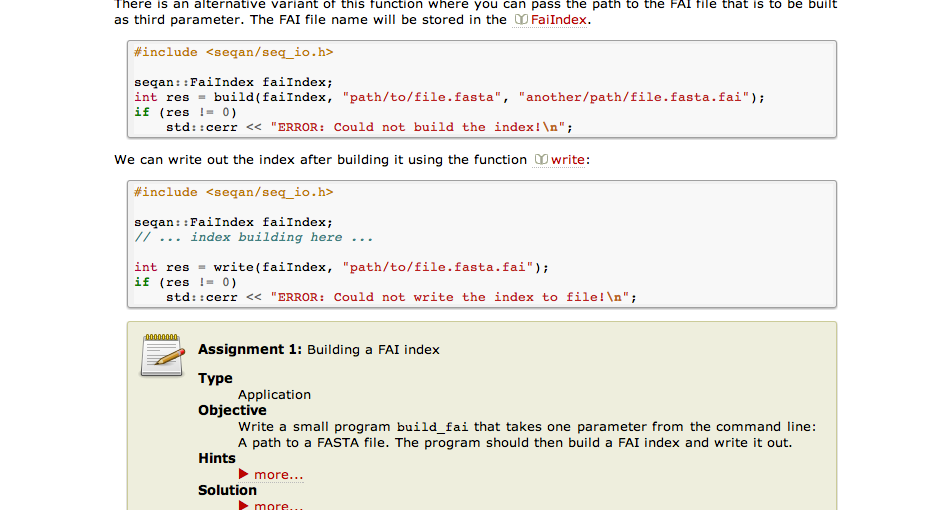 There is an alternative variant of this function where you can pass the path to the FAI file that is to be built
as third parameter. The FAI file name will be stored in the FaiIndex.
#include <seqan/seq_io.h>
seqan::FaiIndex faiIndex;
int res = build(faiIndex, "path/to/file.fasta", "another/path/file.fasta.fai");
if (res != 0)
    std::cerr << "ERROR: Could not build the index!\n";
We can write out the index after building it using the function write:
#include <seqan/seq_io.h>
seqan::FaiIndex faiIndex;
// ... index building here ...
int res = write(faiIndex, "path/to/file.fasta.fai");
if (res != 0)
    std::cerr << "ERROR: Could not write the index to file!\n";
Assignment 1: Building a FAI index
Type
Application
Objective
Write a small program build_fai that takes one parameter from the command line:
A path to a FASTA file. The program should then build a FAI index and write it out.
Hints
more...
Solution
more...